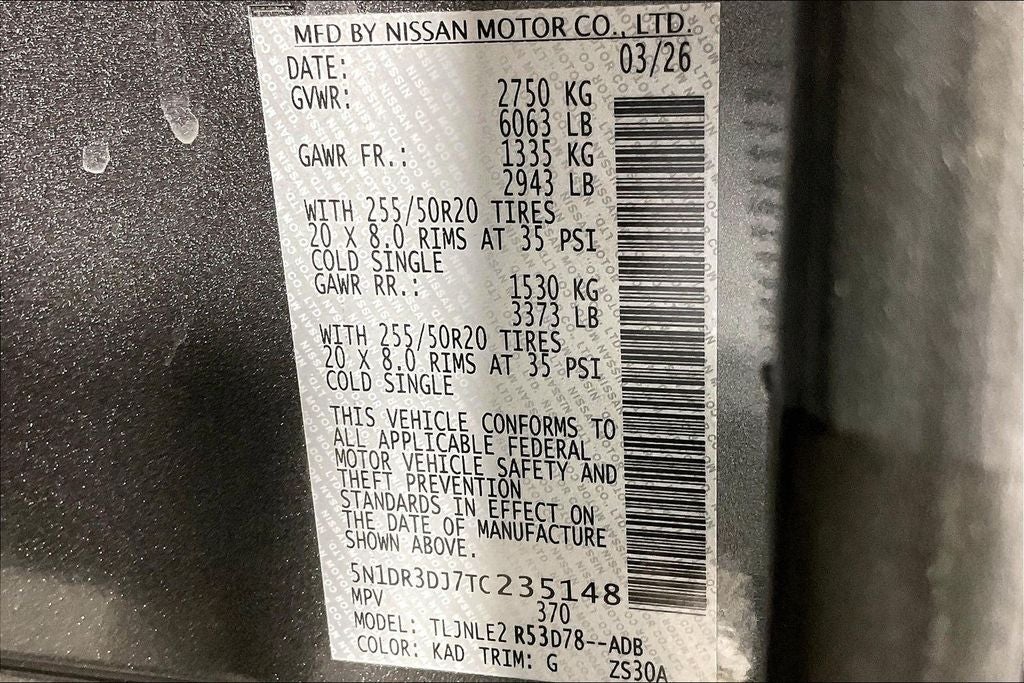 MFD BY NISSAN MOTOR CO., LTD.
DATE: 03/26
GVWR: 2750 KG
6063 LB
GAWR FR.: 1335 KG
2943 LB
WITH 255/50R20 TIRES
20 X 8.0 RIMS AT 35 PSI
COLD SINGLE
GAWR RR.: 1530 KG
3373 LB
WITH 255/50R20 TIRES
20 X 8.0 RIMS AT 35 PSI
COLD SINGLE
THIS VEHICLE CONFORMS TO
ALL APPLICABLE FEDERAL
MOTOR VEHICLE SAFETY AND
THEFT PREVENTION
STANDARDS IN EFFECT ON
THE DATE OF MANUFACTURE
SHOWN ABOVE.
5N1DR3DJ7TC235148
MPV 370
MODEL: TLJNLE2 R53D78--ADB
COLOR: KAD TRIM: G ZS30A